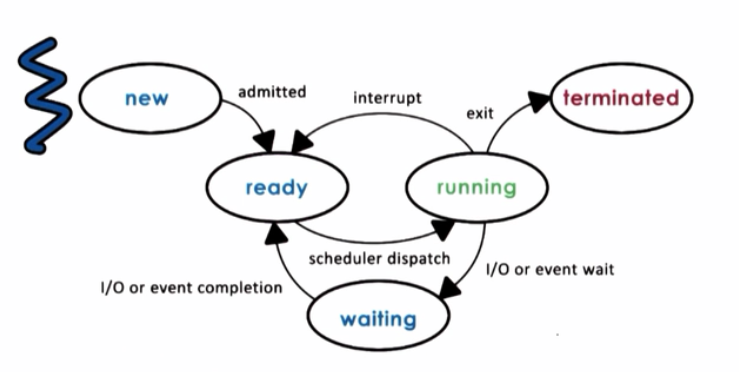 new
admitted
interrupt
exit
terminated
ready
running
scheduler dispatch
I/O or event wait
I/O or event completion
waiting